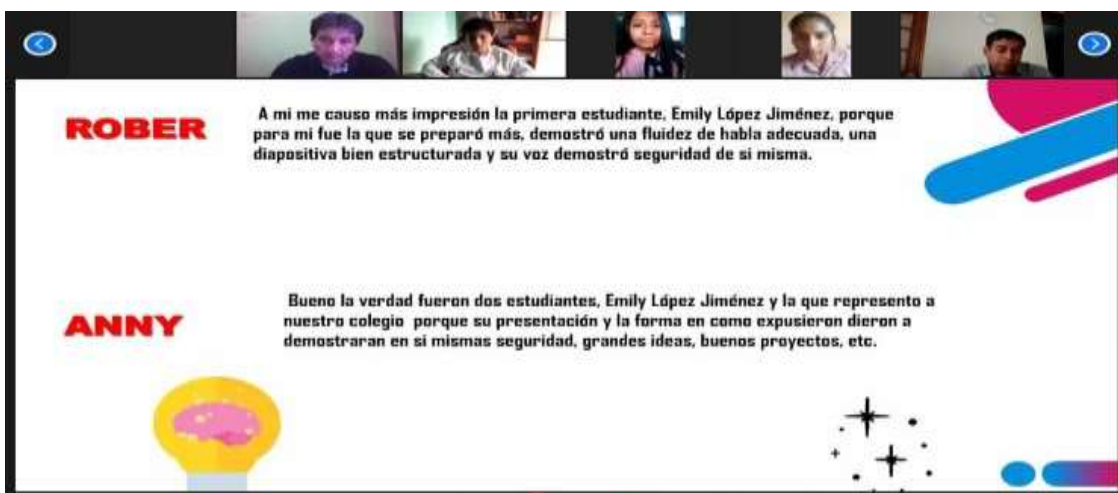 ROBER
A mi me causo más impresión la primera estudiante, Emily López Jiménez, porque
para mi fue la que se preparó más, demostró una fluidez de habla adecuada, una
diapositiva bien estructurada y su voz demostró seguridad de si misma.
ANNY
Bueno la verdad fueron dos estudiantes, Emily López Jiménez y la que represento a
nuestro colegio porque su presentación y la forma en como expusieron dieron a
demostraran en si mismas seguridad, grandes ideas, buenos proyectos, etc.